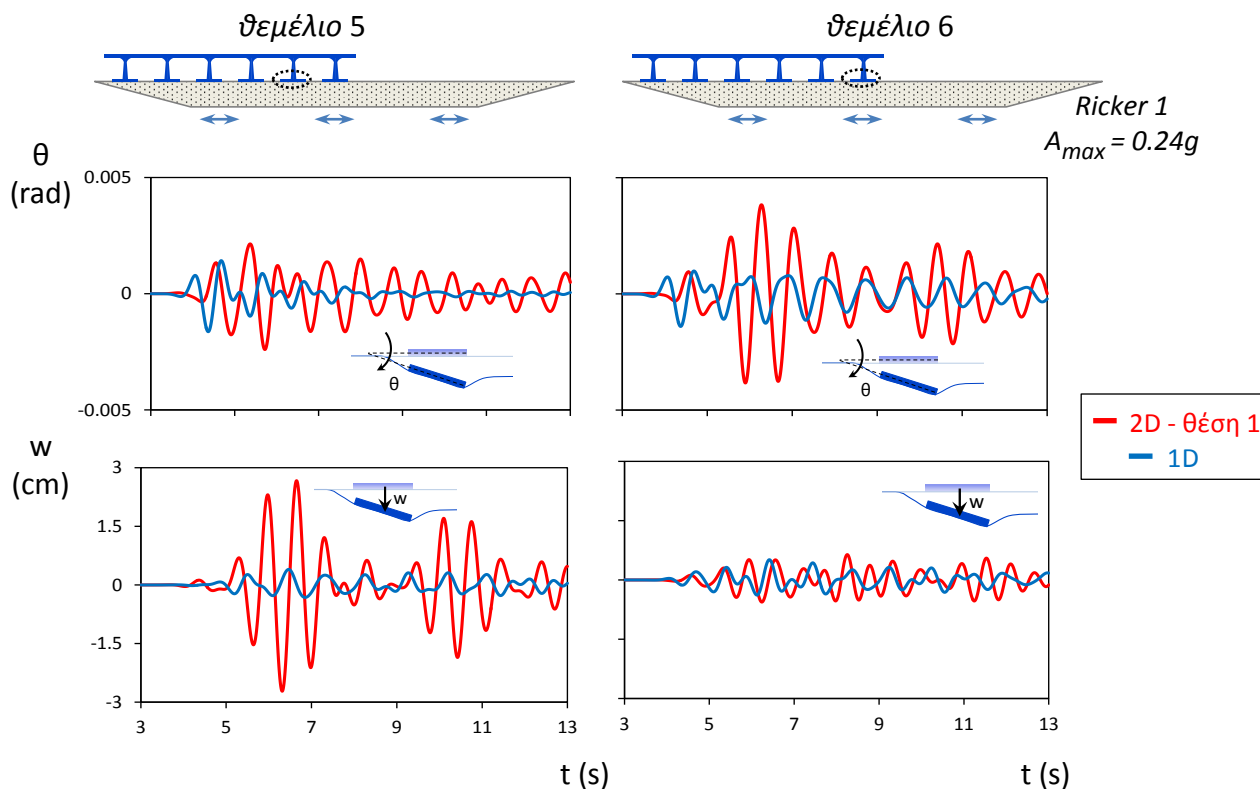 θεμέλιο 5
θεμέλιο 6
Ricker 1
A max = 0.24g
θ
(rad)
0.005
0
-0.005
θ
θ
2D - θέση 1
1D
w
(cm)
3
1.5
0
-1.5
-3
w
w
3 5 7 9 11 13
3 5 7 9 11 13
t (s)
t (s)